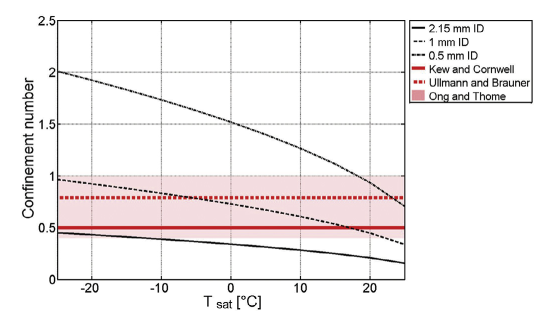 2.5
2
1.5
1
0.5
0
Confinement number
-20
-10
0
10
20
T sat [°C]
2.15 mm ID
1 mm ID
0.5 mm ID
Kew and Cornwell
Ullmann and Brauner
Ong and Thome